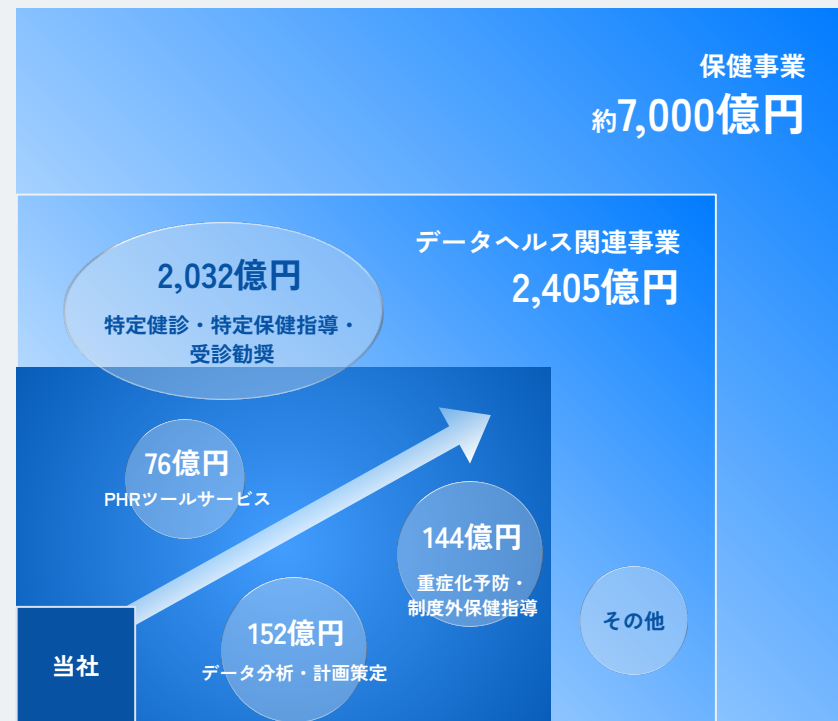 保健事業
約7,000億円
データヘルス関連事業
2,405億円
2,032億円
特定健診・特定保健指導・
受診勧奨
76億円
PHRツールサービス
144億円
重症化予防・
制度外保健指導
152億円
データ分析・計画策定
その他
当社